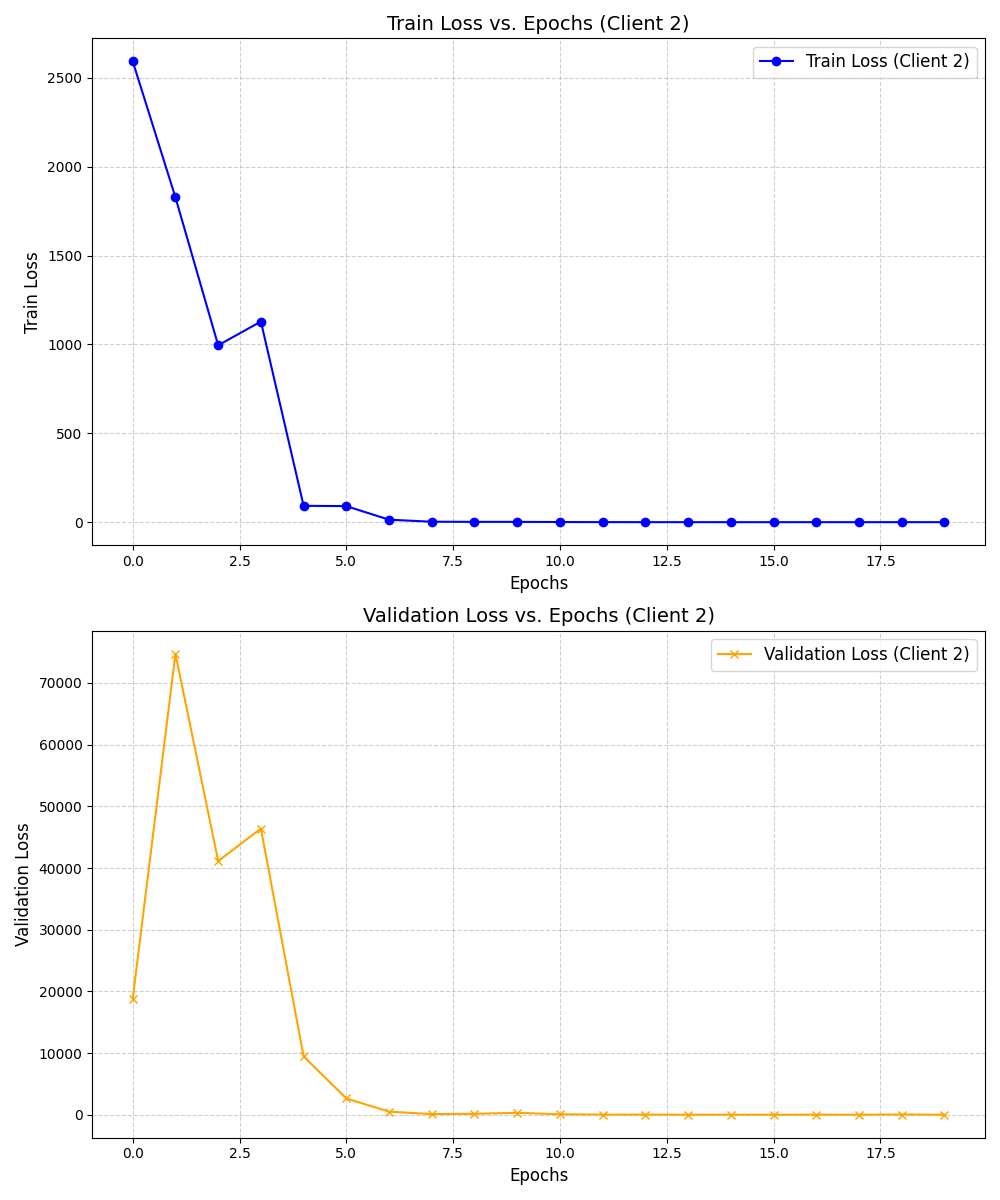 Train Loss vs. Epochs (Client 2)
Train Loss (Client 2)
2500
2000
1500
1000
500
0
Train Loss
0.0 2.5 5.0 7.5 10.0 12.5 15.0 17.5
Epochs
Validation Loss vs. Epochs (Client 2)
Validation Loss (Client 2)
70000
60000
50000
40000
30000
20000
10000
0
Validation Loss
0.0 2.5 5.0 7.5 10.0 12.5 15.0 17.5
Epochs